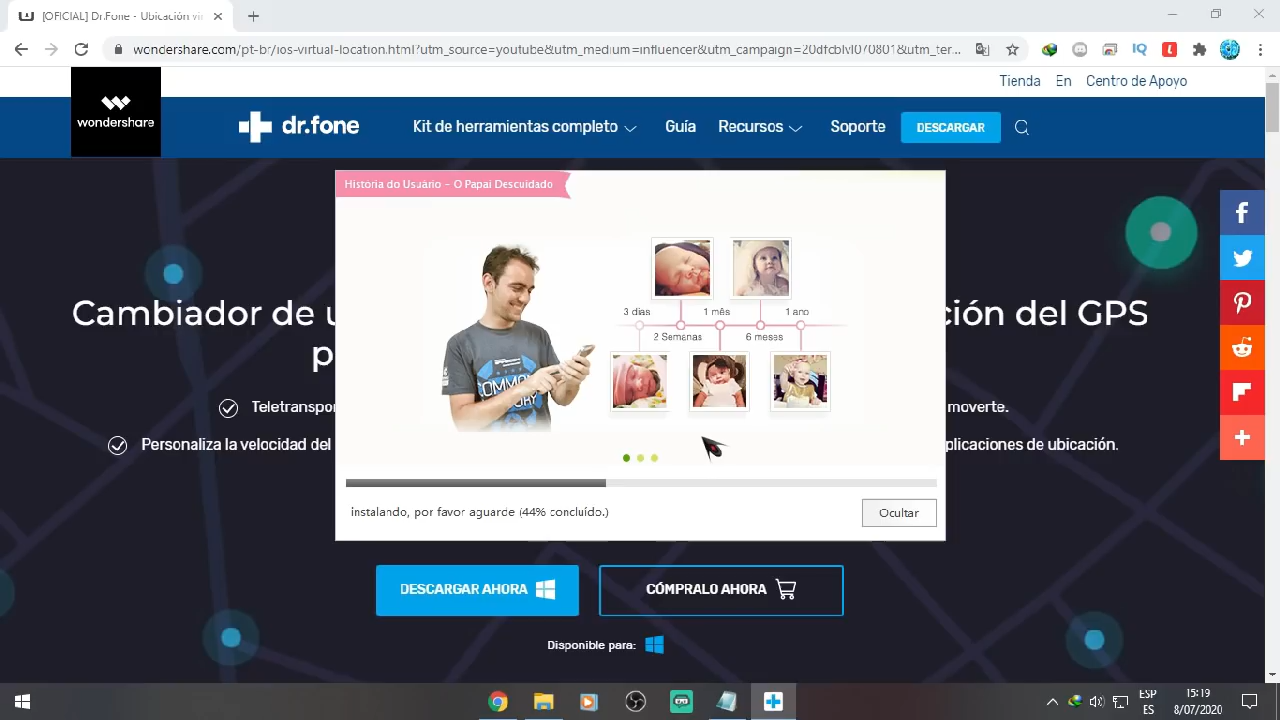 [OFICIAL] Dr.Fone - Ubicación vi
wondershare.com/pt-br/ios-virtual-location.html?utm_source=youtube&utm_medium=influencer&utm_campaign=20dfcblvl070801&utm_ter...
IQ
Tienda En Centro de Apoyo
wondershare
dr.fone
Kit de herramientas completo
Guía
Recursos
Soporte
DESCARGAR
História do Usuário - O Papai Descuidado
3 días
1 mês
1 ano
2 Semanas
6 meses
Cambiador de
ción del GPS
p
Teletranspor
moverte.
Personaliza la velocidad del
plicaciones de ubicación.
instalando, por favor aguarde (44% concluído.)
Ocultar
DESCARGAR AHORA
CÓMPRALO AHORA
Disponible para:
ESP
ES
15:19
8/07/2020